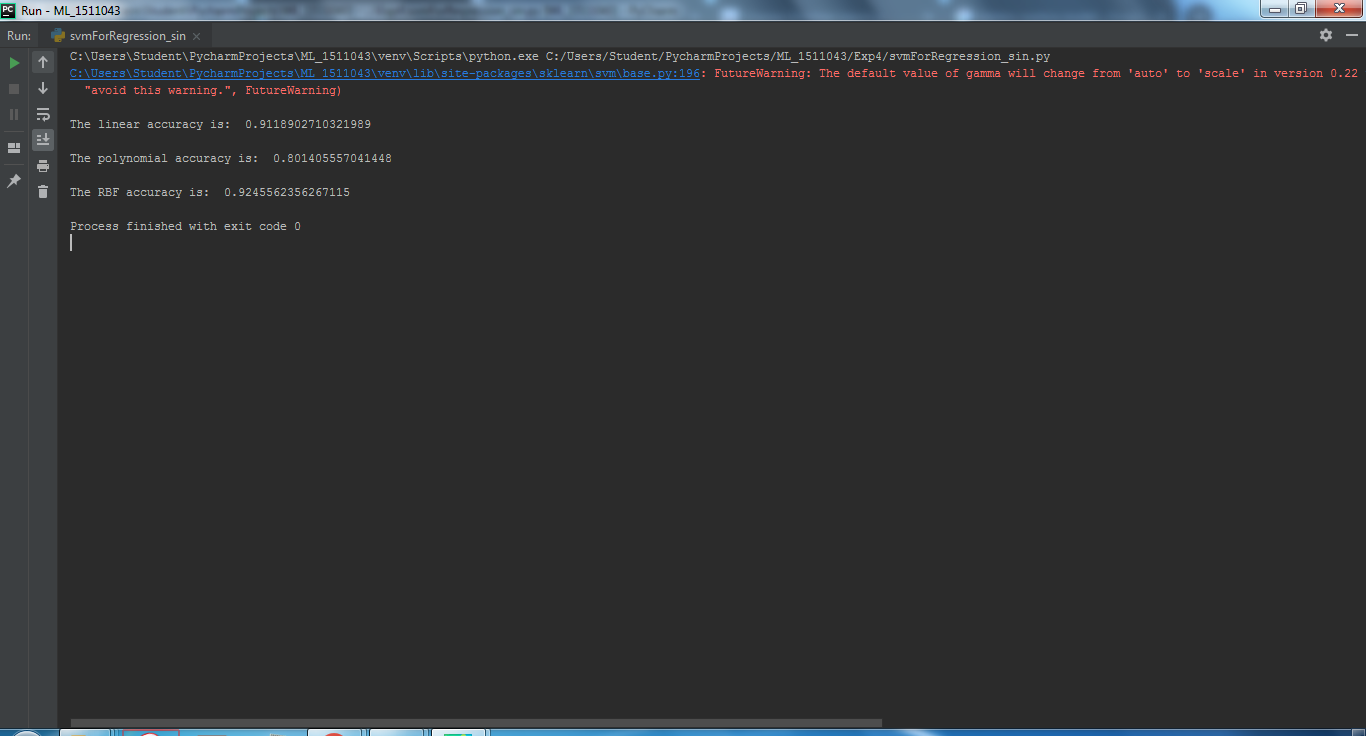 PC Run - ML_1511043
Run: svmForRegression_sin
C:\Users\Student\PycharmProjects\ML_1511043\venv\Scripts\python.exe C:/Users/Student/PycharmProjects/ML_1511043/Exp4/svmForRegression_sin.py
C:\Users\Student\PycharmProjects\ML_1511043\venv\lib\site-packages\sklearn\svm\base.py:196: FutureWarning: The default value of gamma will change from 'auto' to 'scale' in version 0.22
"avoid this warning.", FutureWarning)
The linear accuracy is:  0.9118902710321989
The polynomial accuracy is:  0.801405557041448
The RBF accuracy is:  0.9245562356267115
Process finished with exit code 0